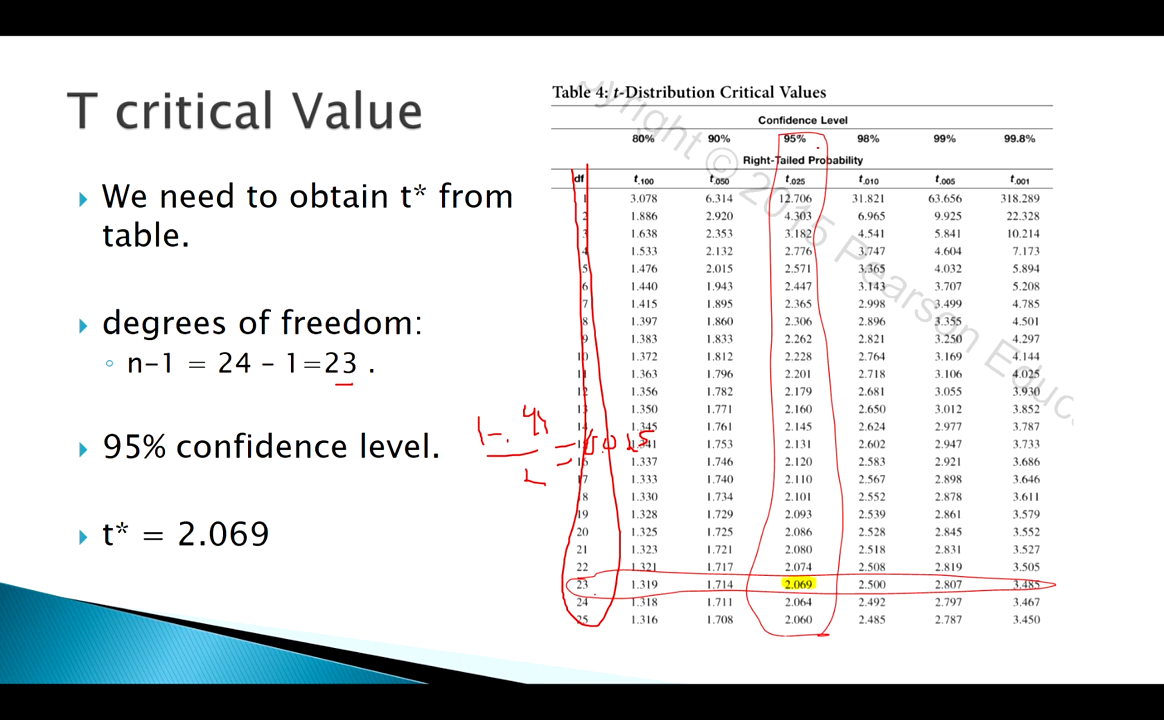 T critical Value
We need to obtain t* from
table.
degrees of freedom:
n-1 = 24 – 1=23 .
95% confidence level.
t* = 2.069
Table 4: t-Distribution Critical Values
Confidence Level
80% 90% 95% 98% 99% 99.8%
Right-Tailed Probability
df t.100 t.050 t.025 t.010 t.005 t.001
1 3.078 6.314 12.706 31.821 63.656 318.289
2 1.886 2.920 4.303 6.965 9.925 22.328
3 1.638 2.353 3.182 4.541 5.841 10.214
4 1.533 2.132 2.776 3.747 4.604 7.173
5 1.476 2.015 2.571 3.365 4.032 5.894
6 1.440 1.943 2.447 3.143 3.707 5.208
7 1.415 1.895 2.365 2.998 3.499 4.785
8 1.397 1.860 2.306 2.896 3.355 4.501
9 1.383 1.833 2.262 2.821 3.250 4.297
10 1.372 1.812 2.228 2.764 3.169 4.144
11 1.363 1.796 2.201 2.718 3.106 4.025
12 1.356 1.782 2.179 2.681 3.055 3.930
13 1.350 1.771 2.160 2.650 3.012 3.852
14 1.345 1.761 2.145 2.624 2.977 3.787
15 1.341 1.753 2.131 2.602 2.947 3.733
16 1.337 1.746 2.120 2.583 2.921 3.686
17 1.333 1.740 2.110 2.567 2.898 3.646
18 1.330 1.734 2.101 2.552 2.878 3.611
19 1.328 1.729 2.093 2.539 2.861 3.579
20 1.325 1.725 2.086 2.528 2.845 3.552
21 1.323 1.721 2.080 2.518 2.831 3.527
22 1.321 1.717 2.074 2.508 2.819 3.505
23 1.319 1.714 2.069 2.500 2.807 3.485
24 1.318 1.711 2.064 2.492 2.797 3.467
25 1.316 1.708 2.060 2.485 2.787 3.450
yright © 2015 Pearson Educ